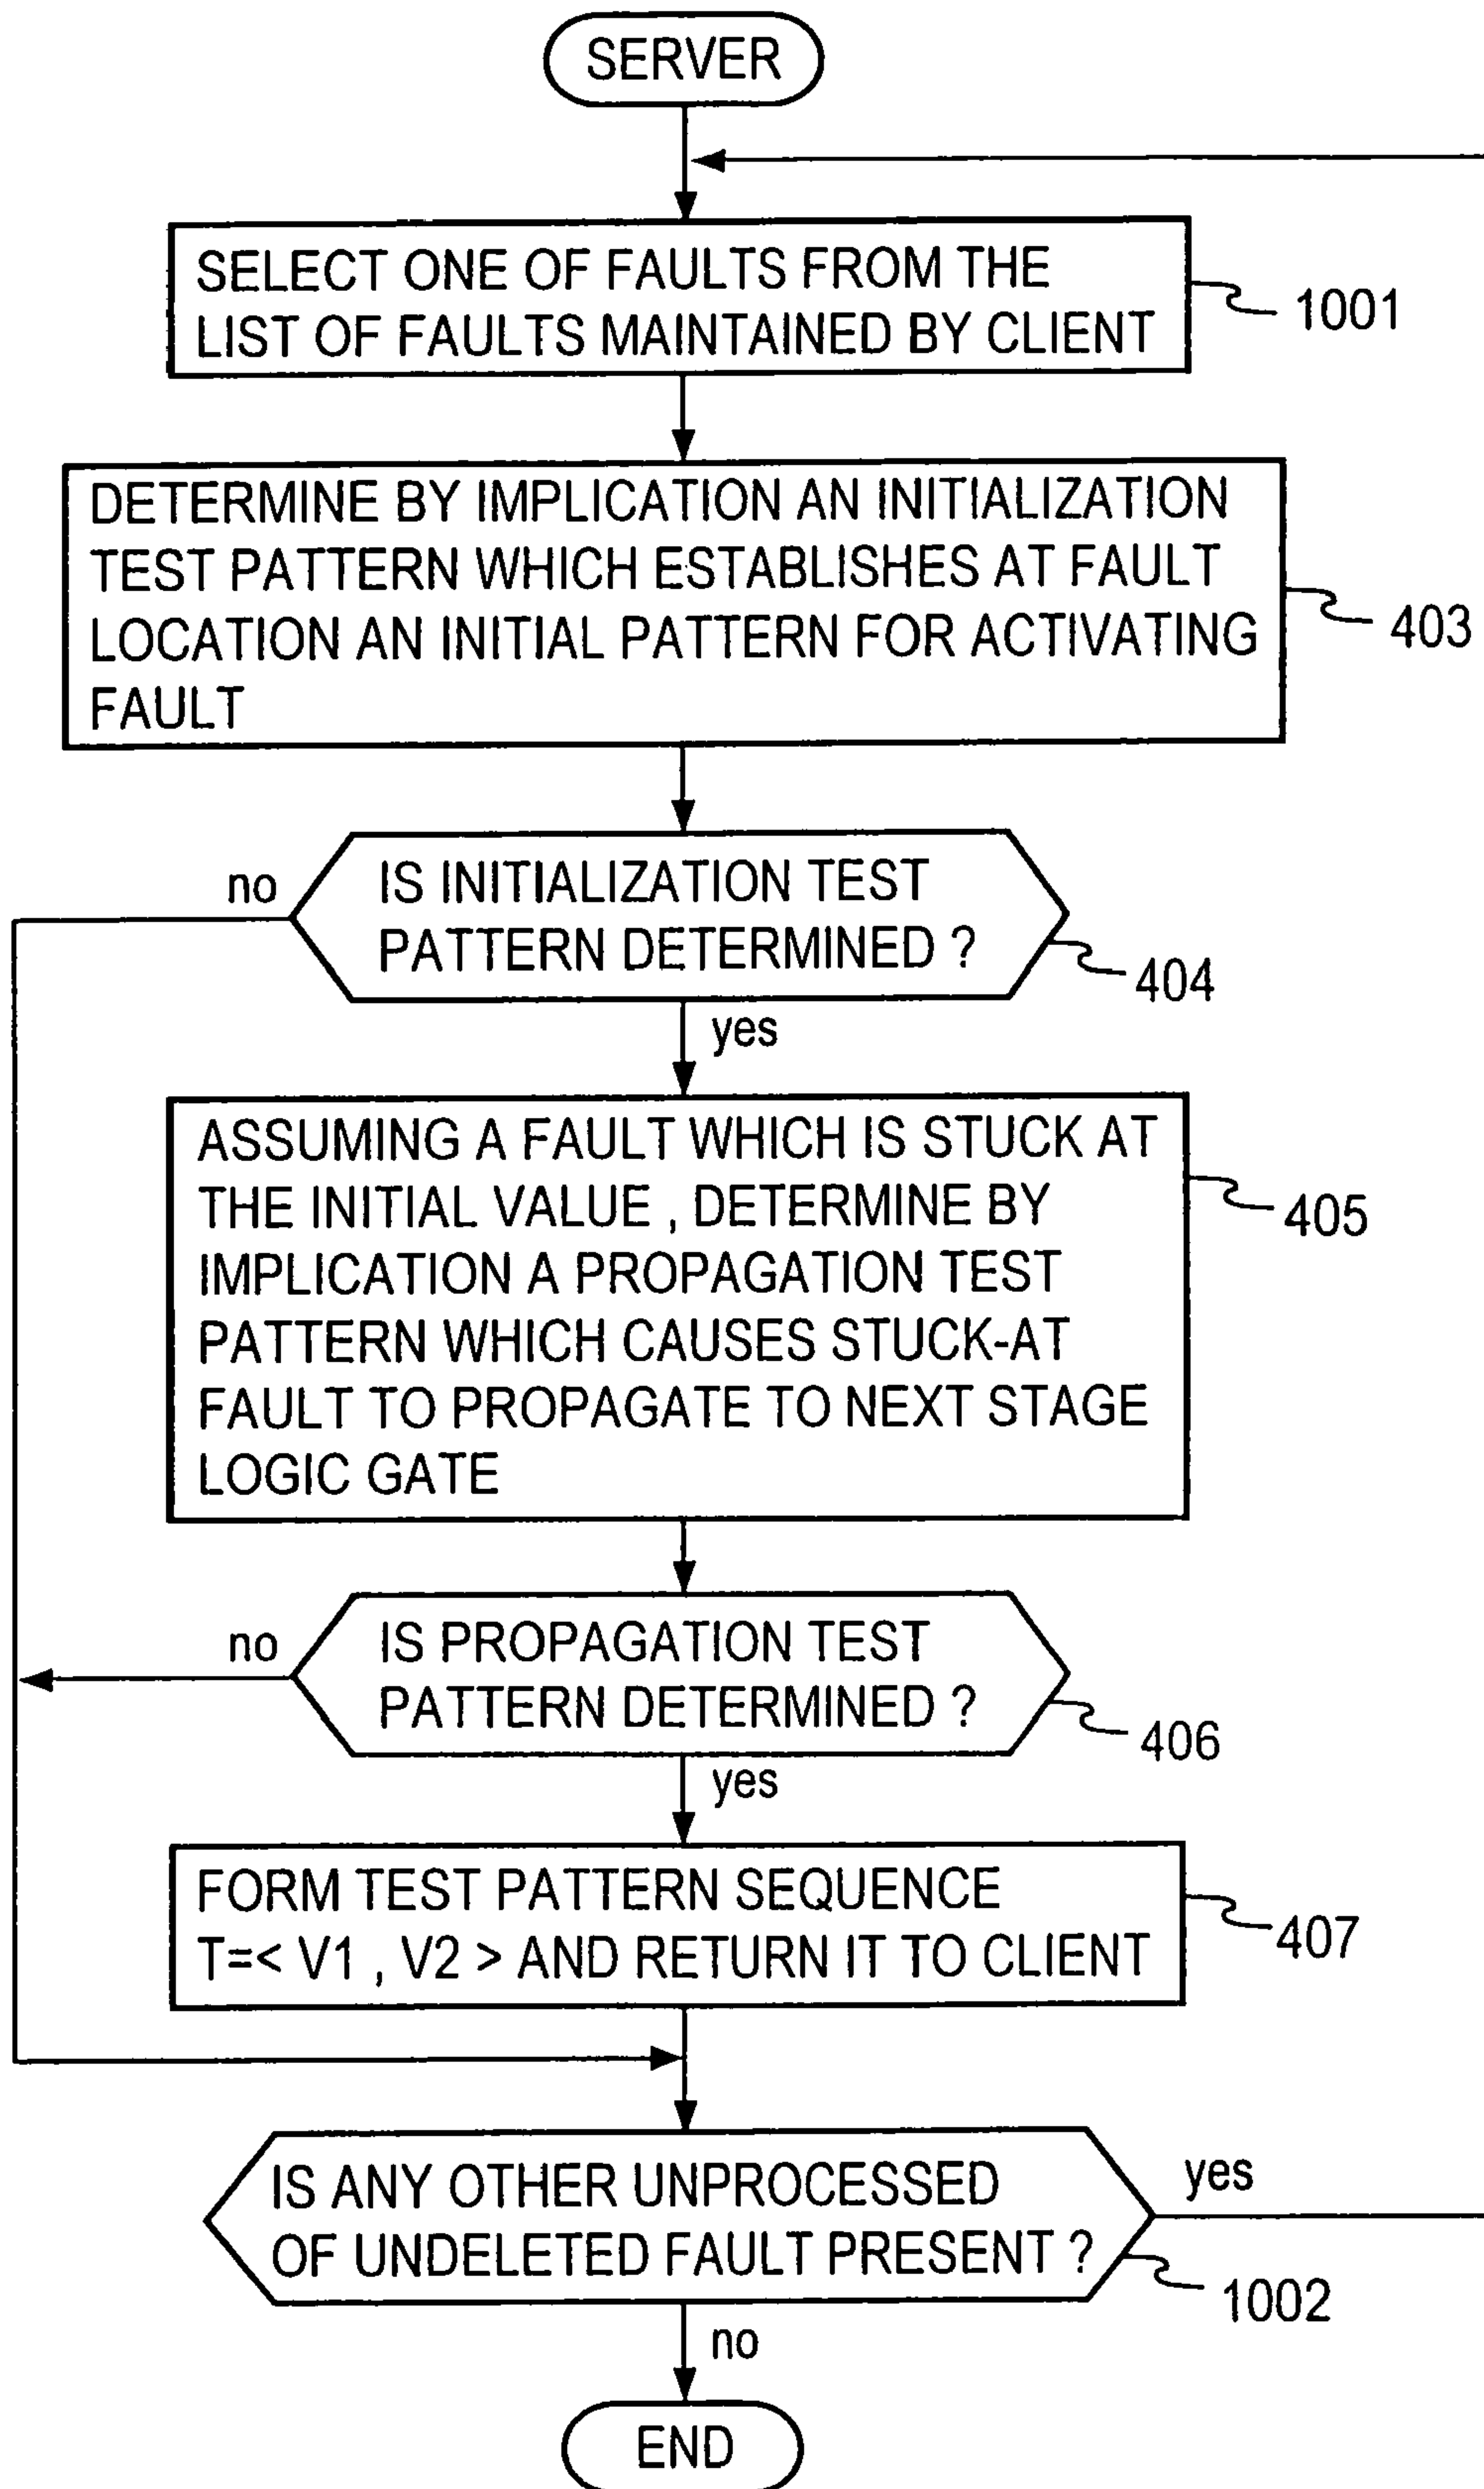 SERVER
SELECT ONE OF FAULTS FROM THE
LIST OF FAULTS MAINTAINED BY CLIENT
1001
DETERMINE BY IMPLICATION AN INITIALIZATION
TEST PATTERN WHICH ESTABLISHES AT FAULT
LOCATION AN INITIAL PATTERN FOR ACTIVATING
FAULT
403
no
IS INITIALIZATION TEST
PATTERN DETERMINED ?
404
yes
ASSUMING A FAULT WHICH IS STUCK AT
THE INITIAL VALUE , DETERMINE BY
IMPLICATION A PROPAGATION TEST
PATTERN WHICH CAUSES STUCK-AT
FAULT TO PROPAGATE TO NEXT STAGE
LOGIC GATE
405
no
IS PROPAGATION TEST
PATTERN DETERMINED ?
406
yes
FORM TEST PATTERN SEQUENCE
T=< V1 , V2 > AND RETURN IT TO CLIENT
407
IS ANY OTHER UNPROCESSED
OF UNDELETED FAULT PRESENT ?
yes
1002
no
END